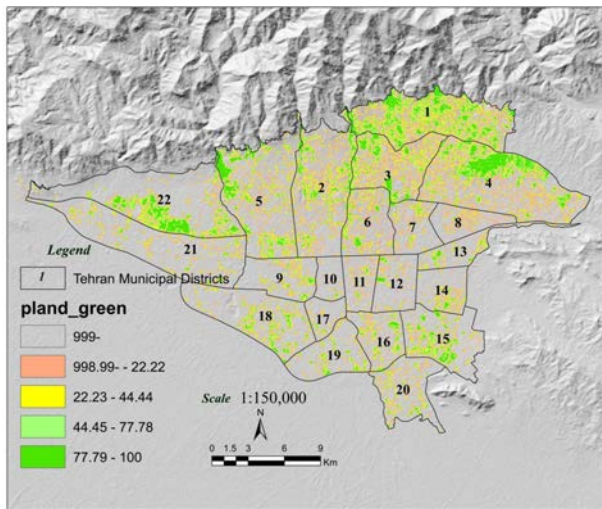 1
3
4
2
22
5
6
7
8
21
13
9
10
11
12
14
18
17
16
15
19
20
Legend
1 Tehran Municipal Districts
pland_green
999-
998.99- - 22.22
22.23 - 44.44
44.45 - 77.78
77.79 - 100
Scale 1:150,000
N
0 1.5 3 6 9
Km